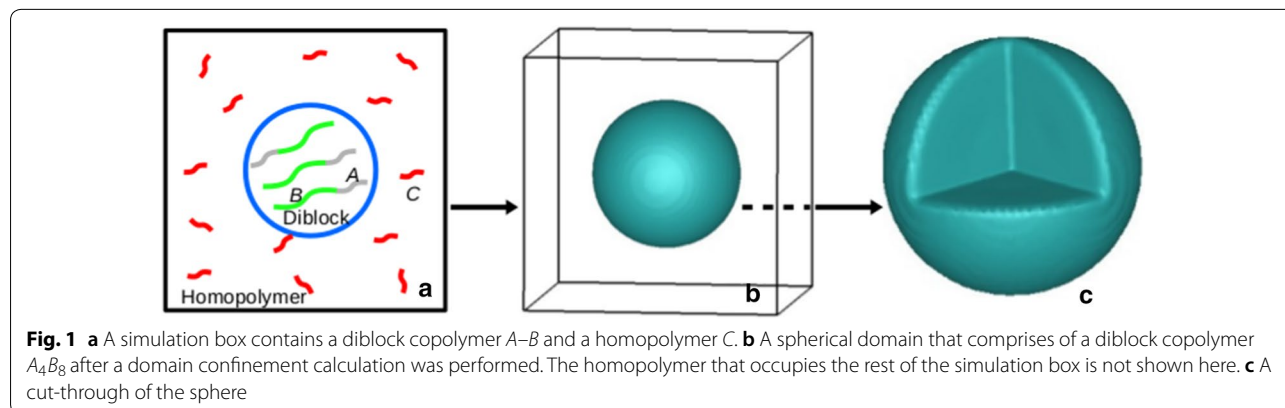 A
B
C
Diblock
Homopolymer
a
b
c
Fig. 1 a A simulation box contains a diblock copolymer A–B and a homopolymer C. b A spherical domain that comprises of a diblock copolymer
A₄B₈ after a domain confinement calculation was performed. The homopolymer that occupies the rest of the simulation box is not shown here. c A
cut-through of the sphere